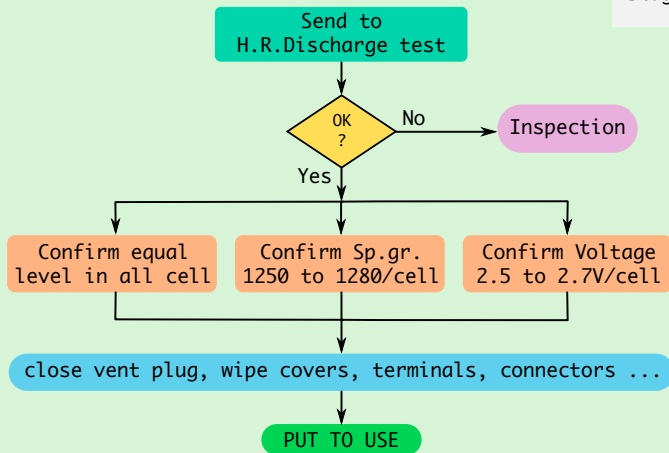 Send to
H.R.Discharge test
OK
?
No
Inspection
Yes
Confirm equal
level in all cell
Confirm Sp.gr.
1250 to 1280/cell
Confirm Voltage
2.5 to 2.7V/cell
close vent plug, wipe covers, terminals, connectors ...
PUT TO USE